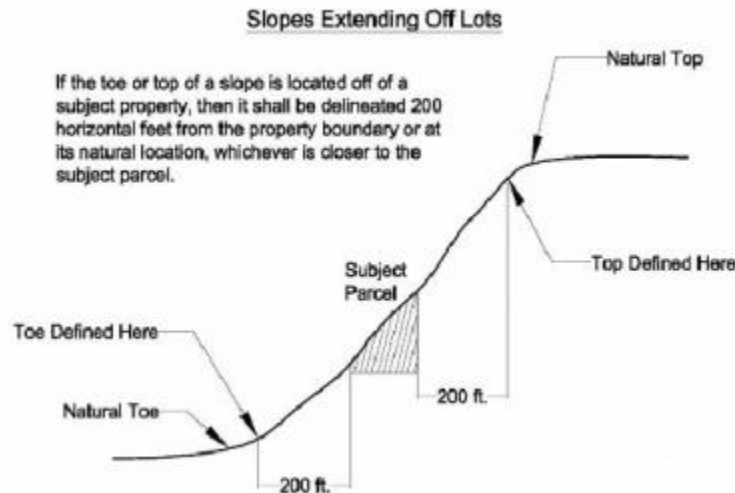 Slopes Extending Off Lots
Natural Top
If the toe or top of a slope is located off of a
subject property, then it shall be delineated 200
horizontal feet from the property boundary or at
its natural location, whichever is closer to the
subject parcel.
Top Defined Here
Subject
Parcel
Toe Defined Here
200 ft.
Natural Toe
200 ft.